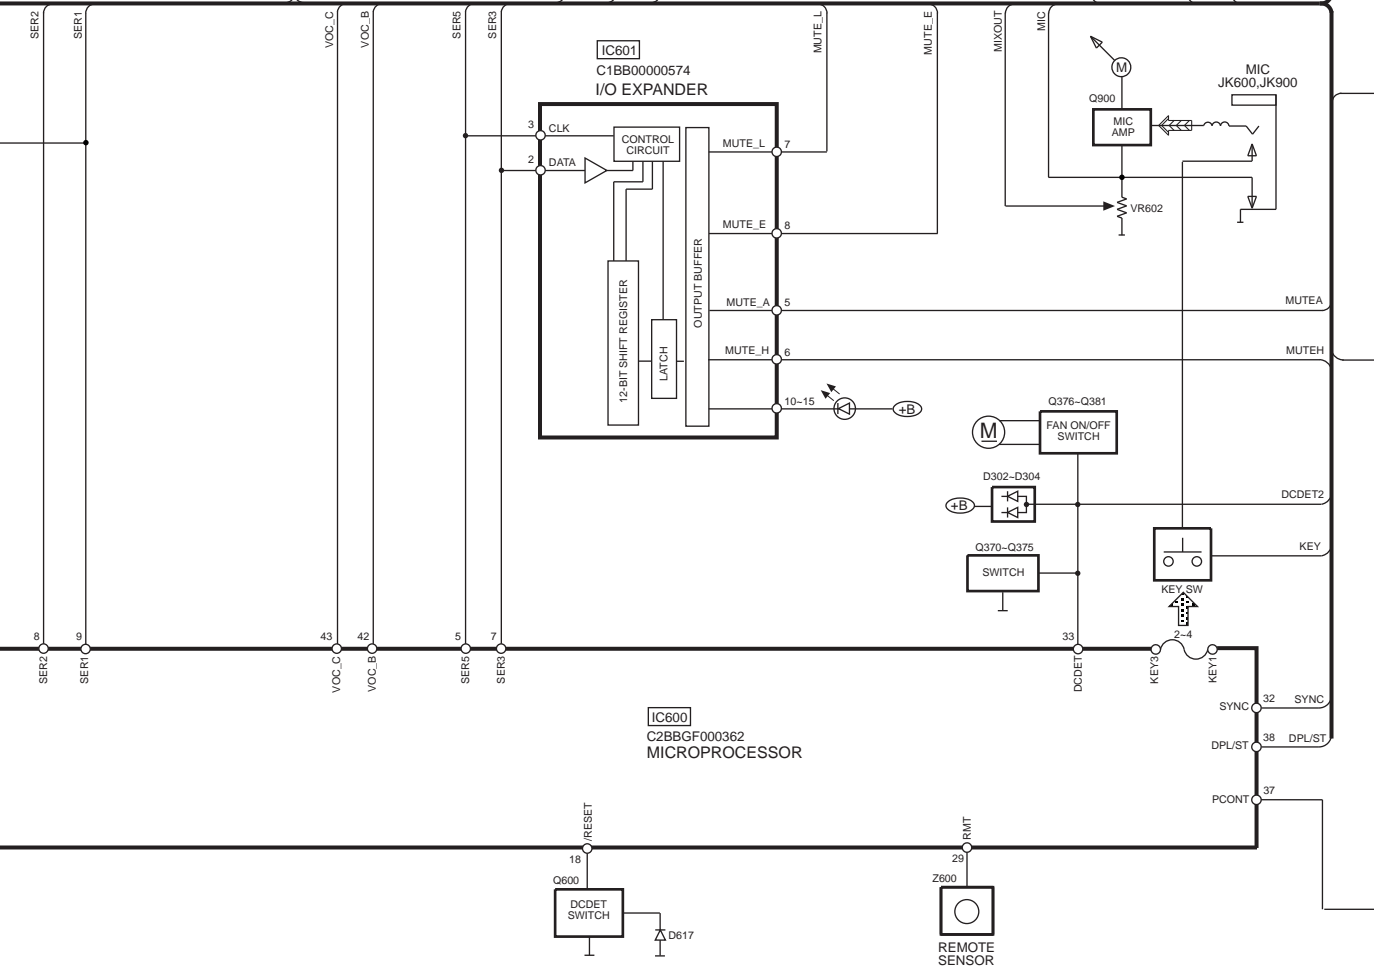 SER2
SER1
VOC_C
VOC_B
SER5
SER3
MUTE_L
MUTE_E
MIXOUT
MIC
IC601
C1BB00000574
I/O EXPANDER
3
CLK
2
DATA
CONTROL
CIRCUIT
12-BIT SHIFT REGISTER
LATCH
OUTPUT BUFFER
MUTE_L
7
MUTE_E
8
MUTE_A
5
MUTE_H
6
10~15
+B
M
Q900
MIC
AMP
MIC
JK600,JK900
VR602
MUTEA
MUTEH
Q376~Q381
M
FAN ON/OFF
SWITCH
D302~D304
+B
DCDET2
Q370~Q375
SWITCH
KEY
KEY SW
2~4
8
9
43
42
5
7
33
SER2
SER1
VOC_C
VOC_B
SER5
SER3
DCDET
KEY3
KEY1
IC600
C2BBGF000362
MICROPROCESSOR
SYNC
32
SYNC
DPL/ST
38
DPL/ST
PCONT
37
/RESET
18
Q600
DCDET
SWITCH
D617
RMT
29
Z600
REMOTE
SENSOR